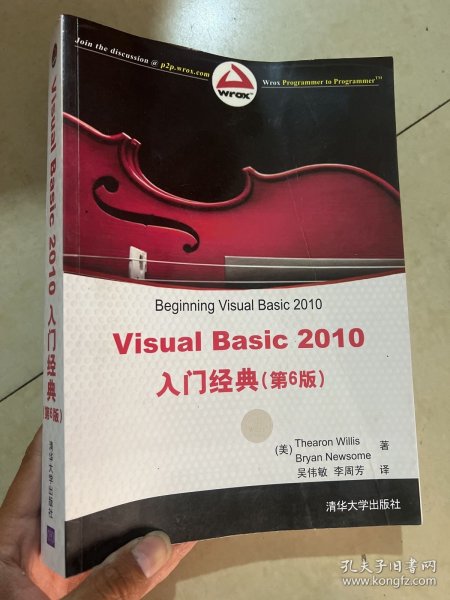 Join the discussion @ p2p.wrox.com
wrox
Wrox Programmer to Programmer™
Beginning Visual Basic 2010
Visual Basic 2010
入门经典(第6版)
(美) Thearon Willis
Bryan Newsome 著
吴伟敏 李周芳 译
清华大学出版社
Visual Basic 2010 入门经典(第6版)
清华大学出版社
孔夫子旧书网
www.kongfz.com